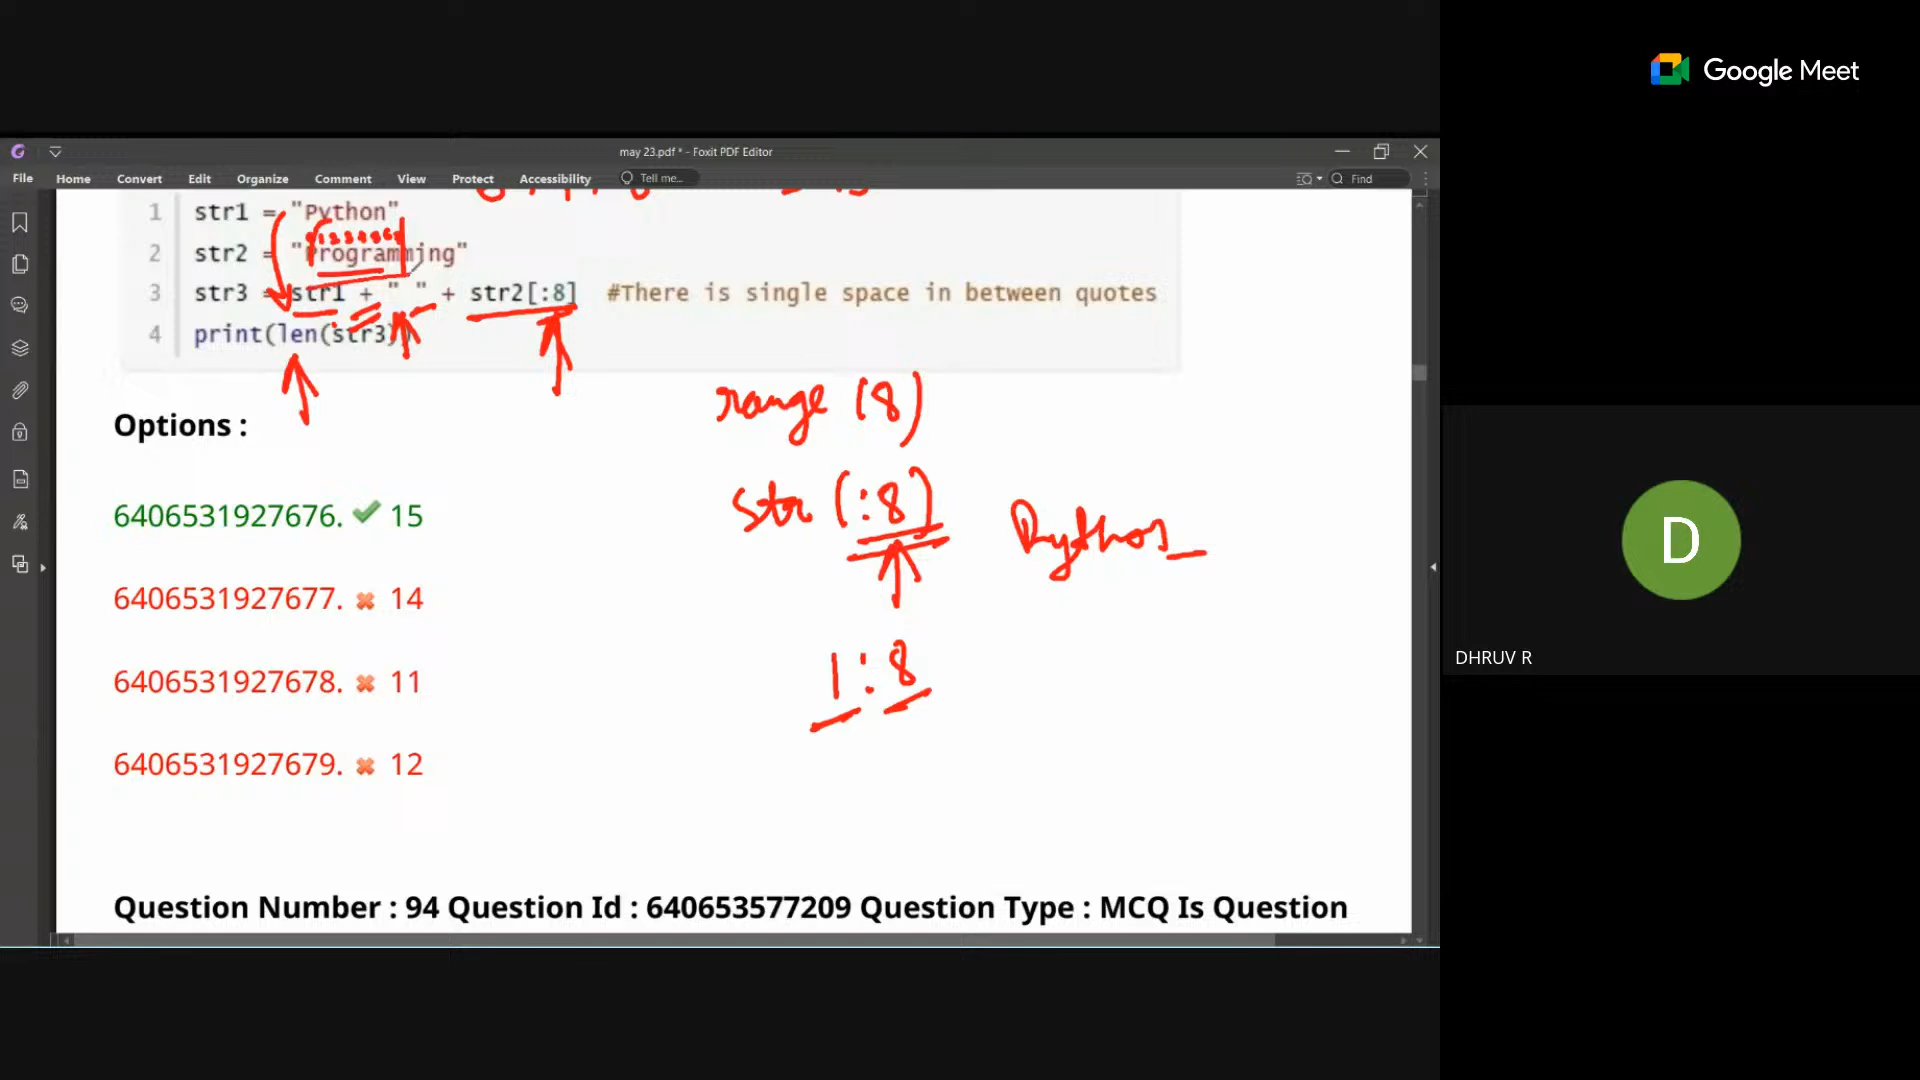 Google Meet
may 23.pdf * - Foxit PDF Editor
File Home Convert Edit Organize Comment View Protect Accessibility Tell me... Find
1 str1 = "Python"
2 str2 = "Programming"
3 str3 = str1 + " " + str2[:8] #There is single space in between quotes
4 print(len(str3))
range (8)
Options :
str (:8)
6406531927676. 15
6406531927677. 14
1:8
6406531927678. 11
6406531927679. 12
D
DHRUV R
Question Number : 94 Question Id : 640653577209 Question Type : MCQ Is Question